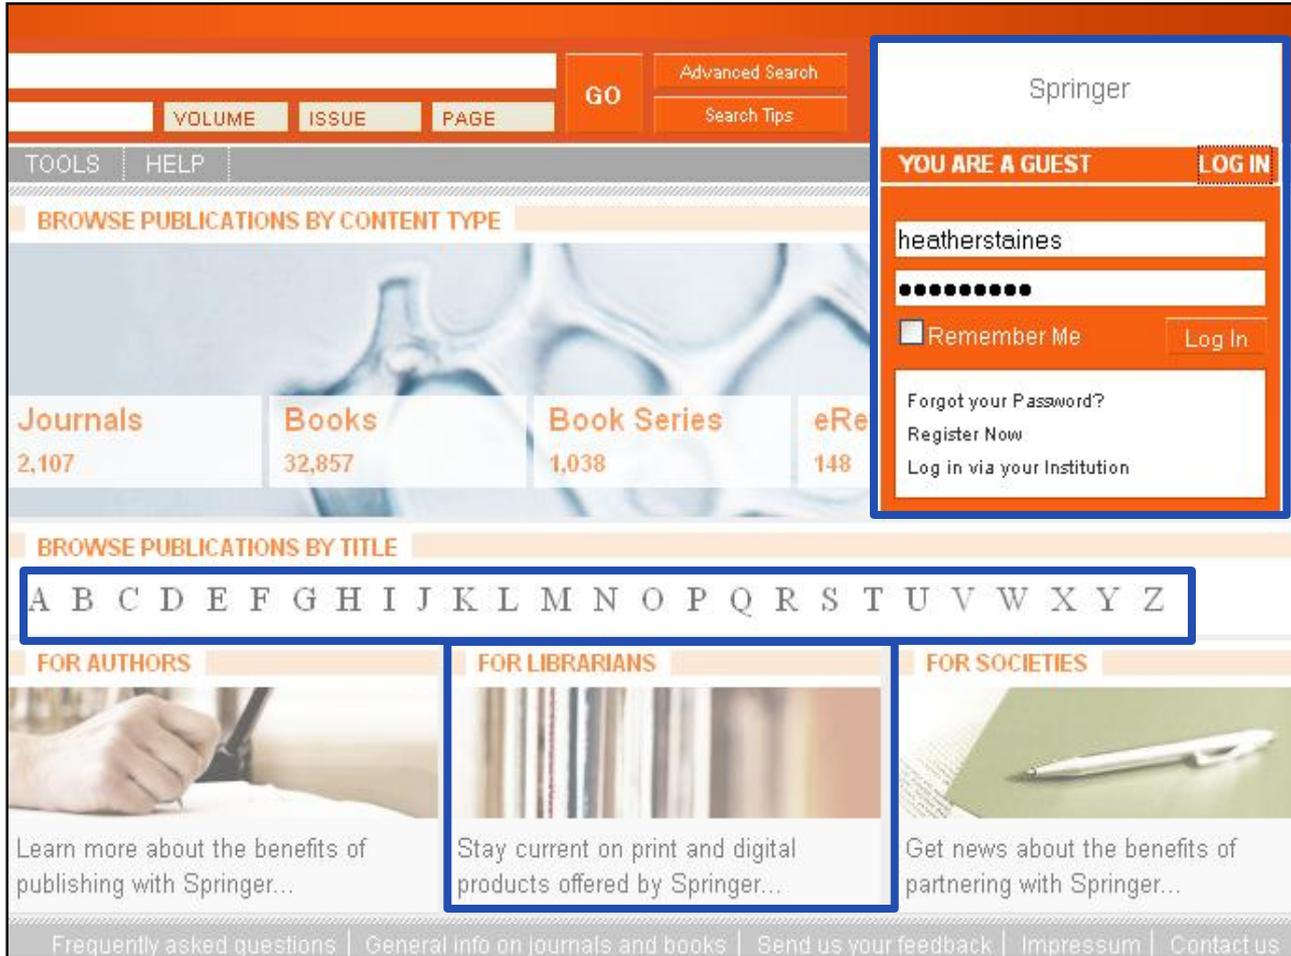 GO
Advanced Search
Search Tips
VOLUME ISSUE PAGE
TOOLS HELP
Springer
YOU ARE A GUEST LOG IN
heatherstaines
•••••••••
Remember Me Log In
Forgot your Password?
Register Now
Log in via your Institution
BROWSE PUBLICATIONS BY CONTENT TYPE
Journals Books Book Series eRe
2,107 32,857 1,038 148
BROWSE PUBLICATIONS BY TITLE
A B C D E F G H I J K L M N O P Q R S T U V W X Y Z
FOR AUTHORS
Learn more about the benefits of
publishing with Springer...
FOR LIBRARIANS
Stay current on print and digital
products offered by Springer...
FOR SOCIETIES
Get news about the benefits of
partnering with Springer...
Frequently asked questions | General info on journals and books | Send us your feedback | Impressum | Contact us